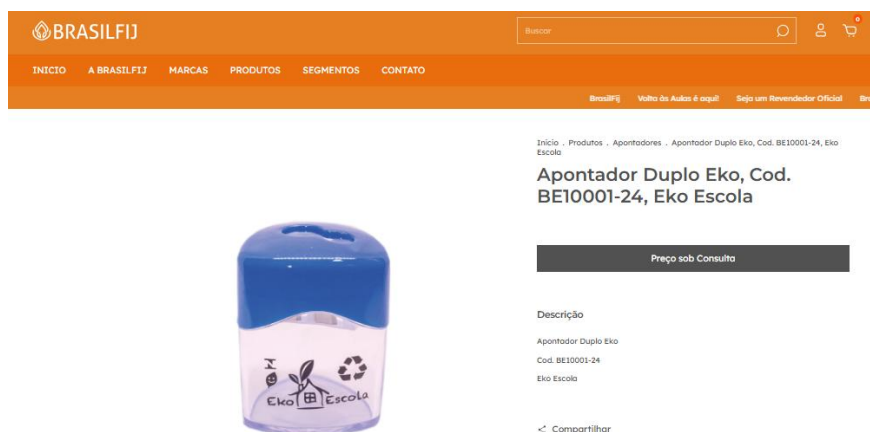 BRASILFIJ
Buscar
0
INICIO A BRASILFIJ MARCAS PRODUTOS SEGMENTOS CONTATO
BrasilFij Volta às Aulas é aqui! Seja um Revendedor Oficial Br
Início . Produtos . Apontadores . Apontador Duplo Eko, Cod. BE10001-24, Eko
Escola
Apontador Duplo Eko, Cod.
BE10001-24, Eko Escola
Preço sob Consulta
Descrição
Apontador Duplo Eko
Cod. BE10001-24
Eko Escola
Compartilhar
Eko Escola